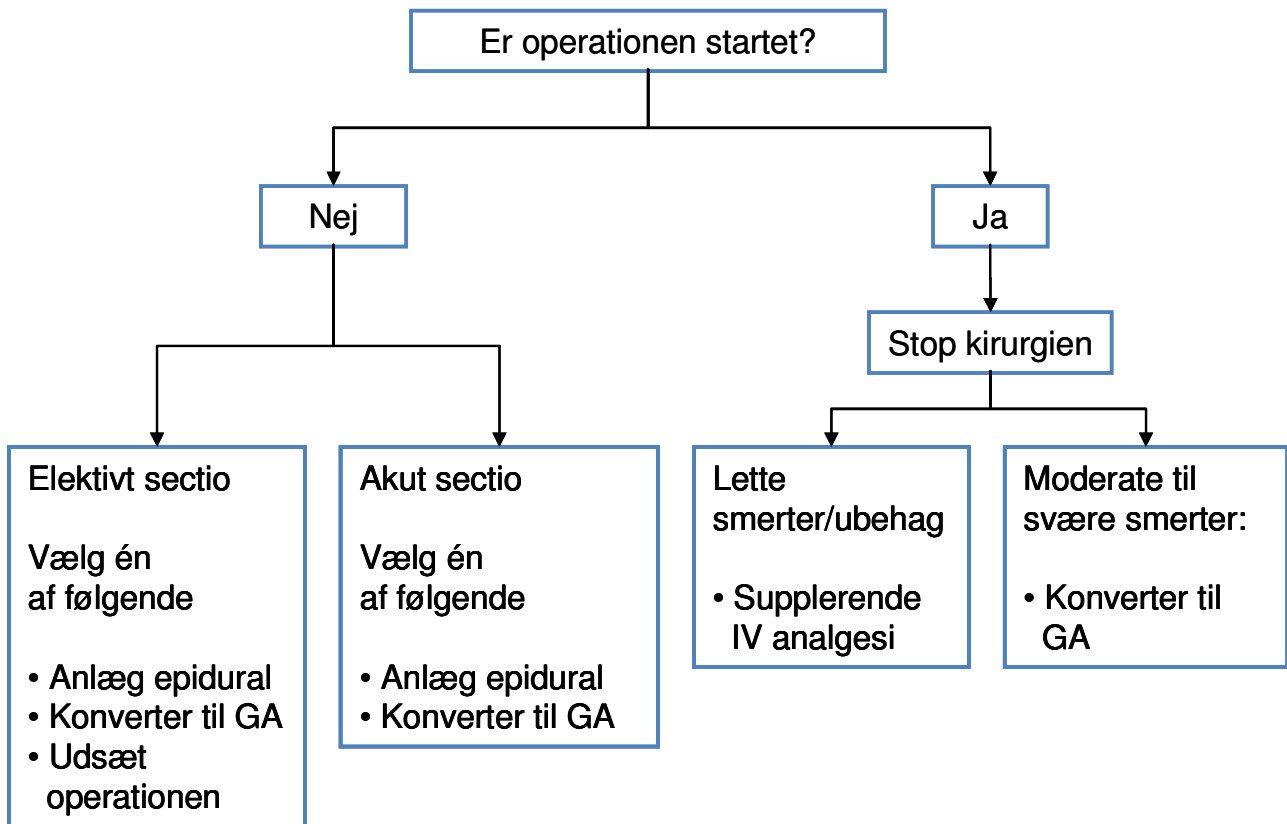 Er operationen startet?
Nej
Ja
Stop kirurgien
Elektivt sectio
Vælg én
af følgende
• Anlæg epidural
• Konverter til GA
• Udsæt
operationen
Akut sectio
Vælg én
af følgende
• Anlæg epidural
• Konverter til GA
Lette
smerter/ubehag
• Supplerende
IV analgesi
Moderate til
svære smerter:
• Konverter til
GA